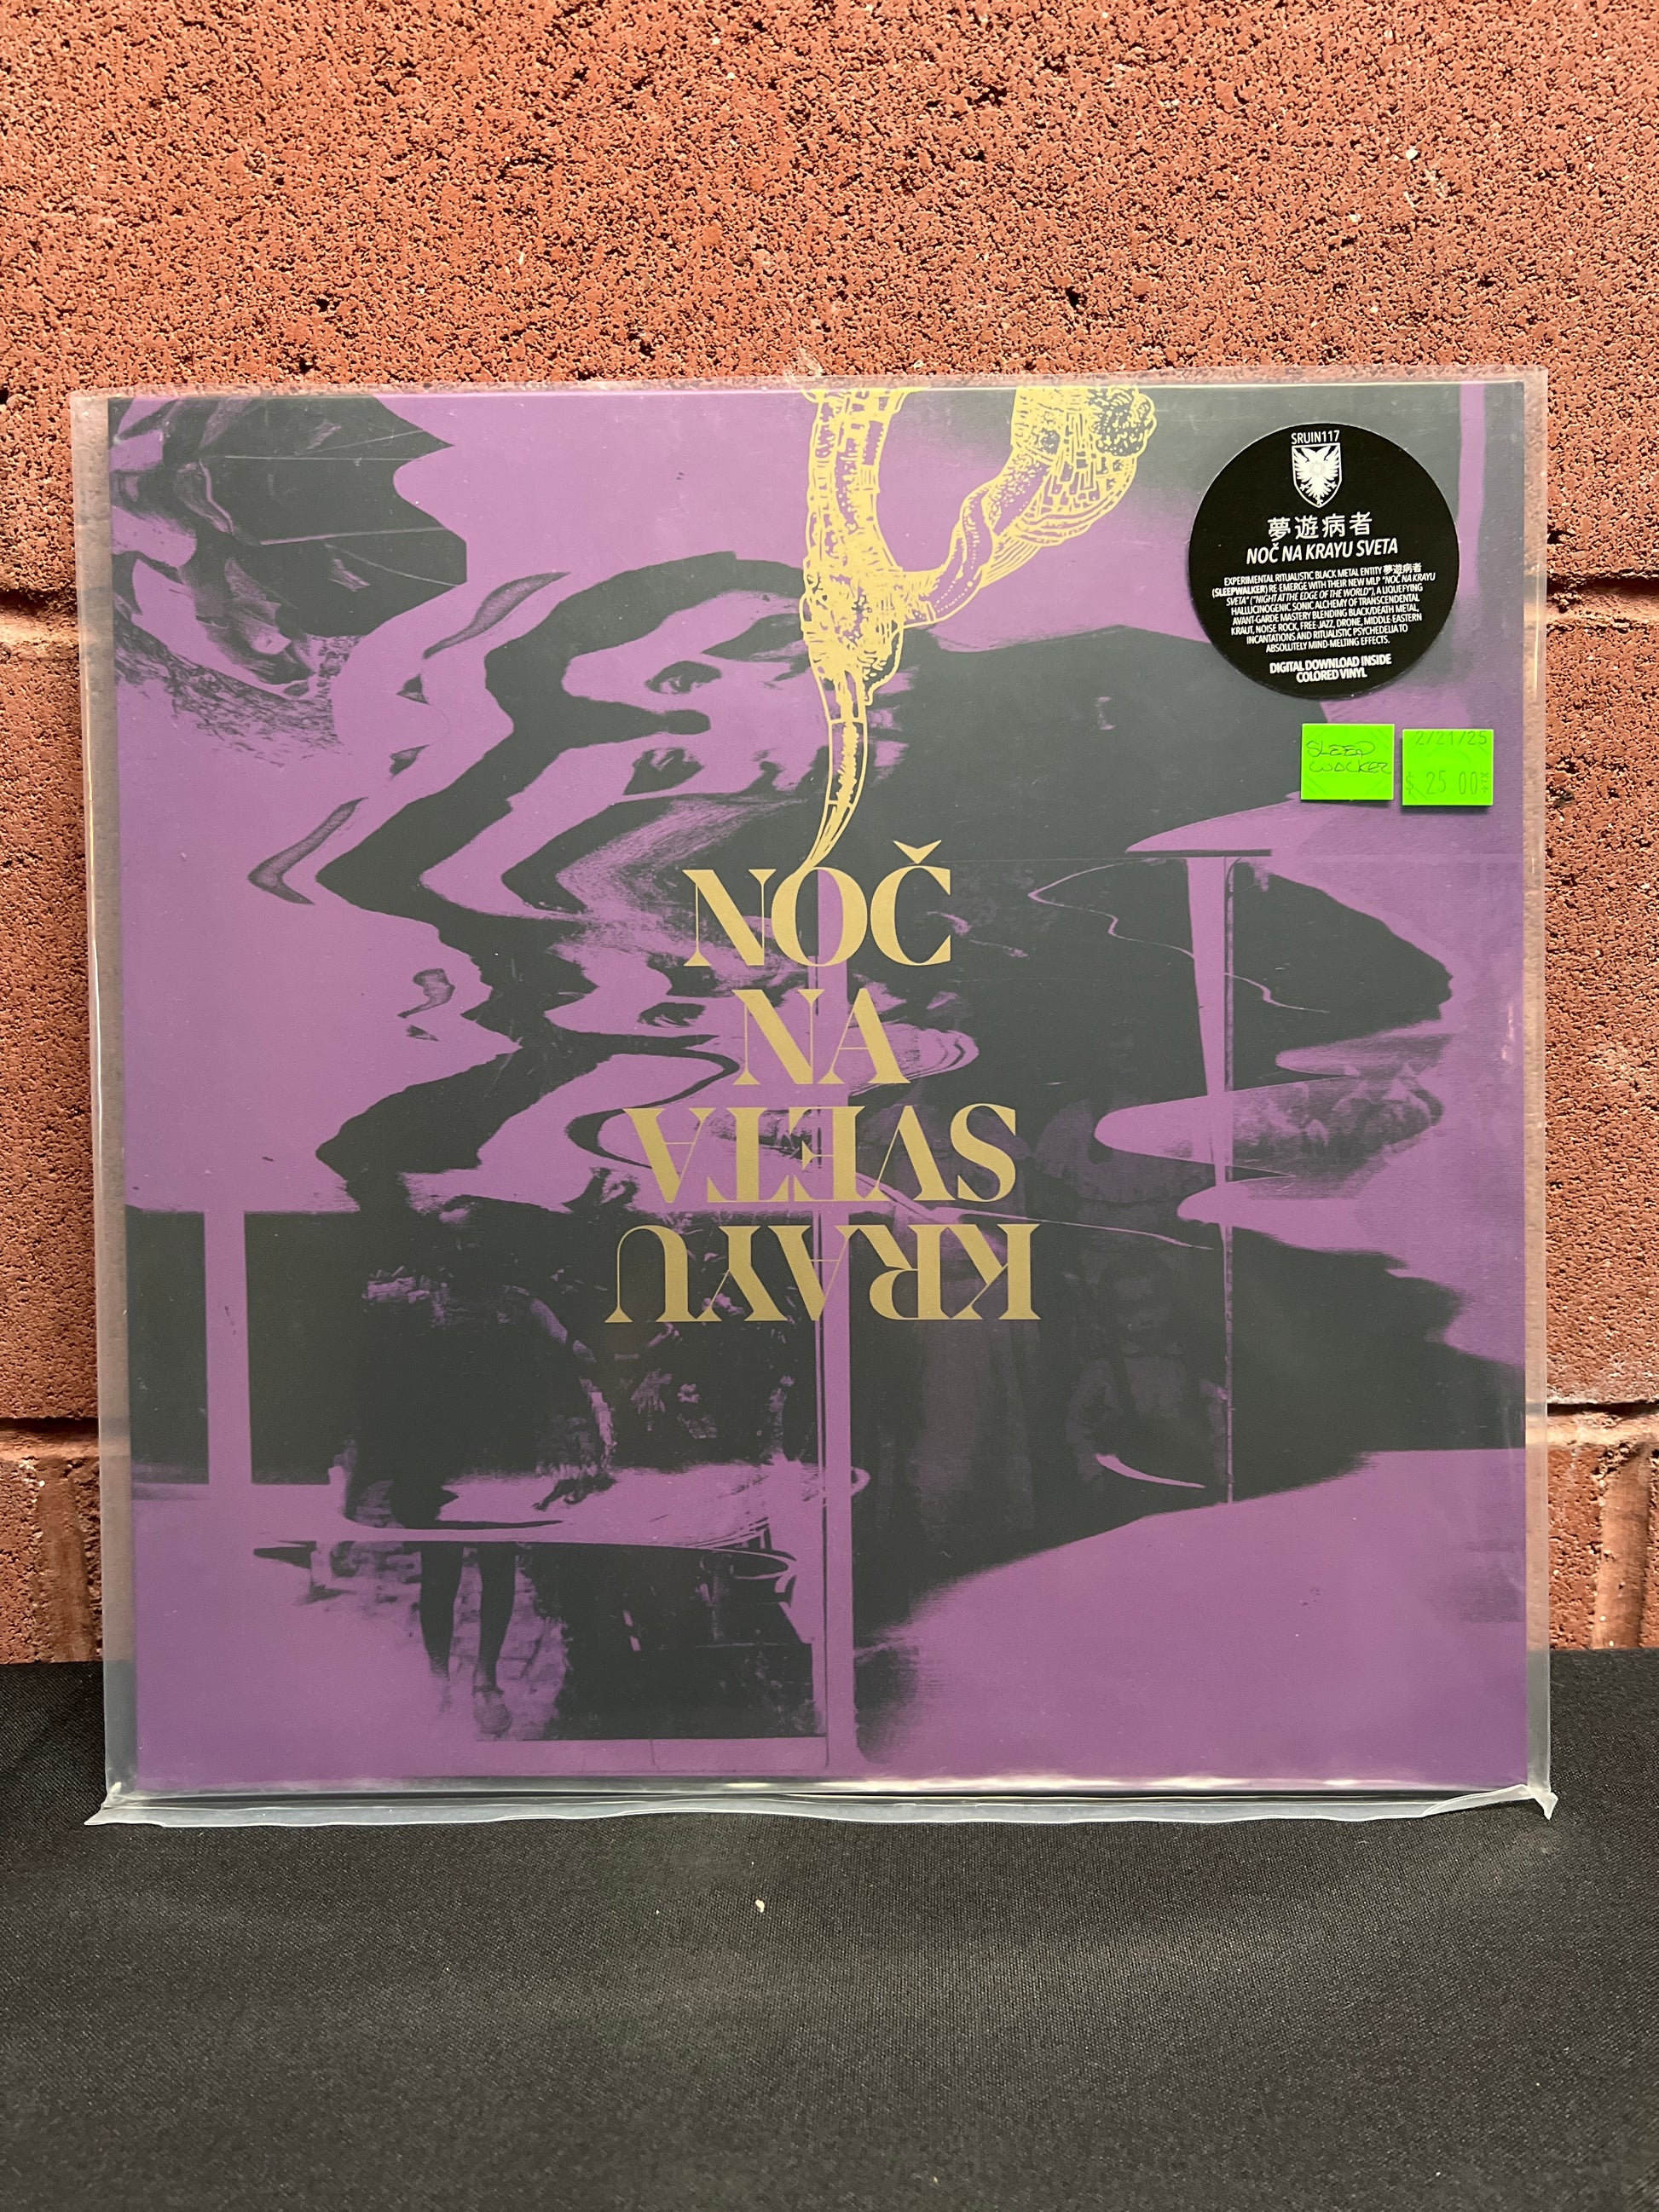 SRUIN117
夢遊病者
NOČ NA KRAYU SVETA
EXPERIMENTAL RITUALISTIC BLACK METAL ENTITY 夢遊病者
(SLEEPWALKER) RE-EMERGE WITH THEIR NEW MLP "NOČ NA KRAYU
SVETA" ("NIGHT AT THE EDGE OF THE WORLD"), A LIQUEFYING
HALLUCINOGENIC SONIC ALCHEMY OF TRANSCENDENTAL
AVANT-GARDE MASTERY BLENDING BLACK/DEATH METAL,
KRAUT, NOISE ROCK, FREE-JAZZ, DRONE, MIDDLE-EASTERN
INCANTATIONS AND RITUALISTIC PSYCHEDELIA TO
ABSOLUTELY MIND-MELTING EFFECTS.
DIGITAL DOWNLOAD INSIDE
COLORED VINYL
SLEEP
WALKER
2/21/25
$ 25 00
NOČ
NA
SVETA
KRAYU